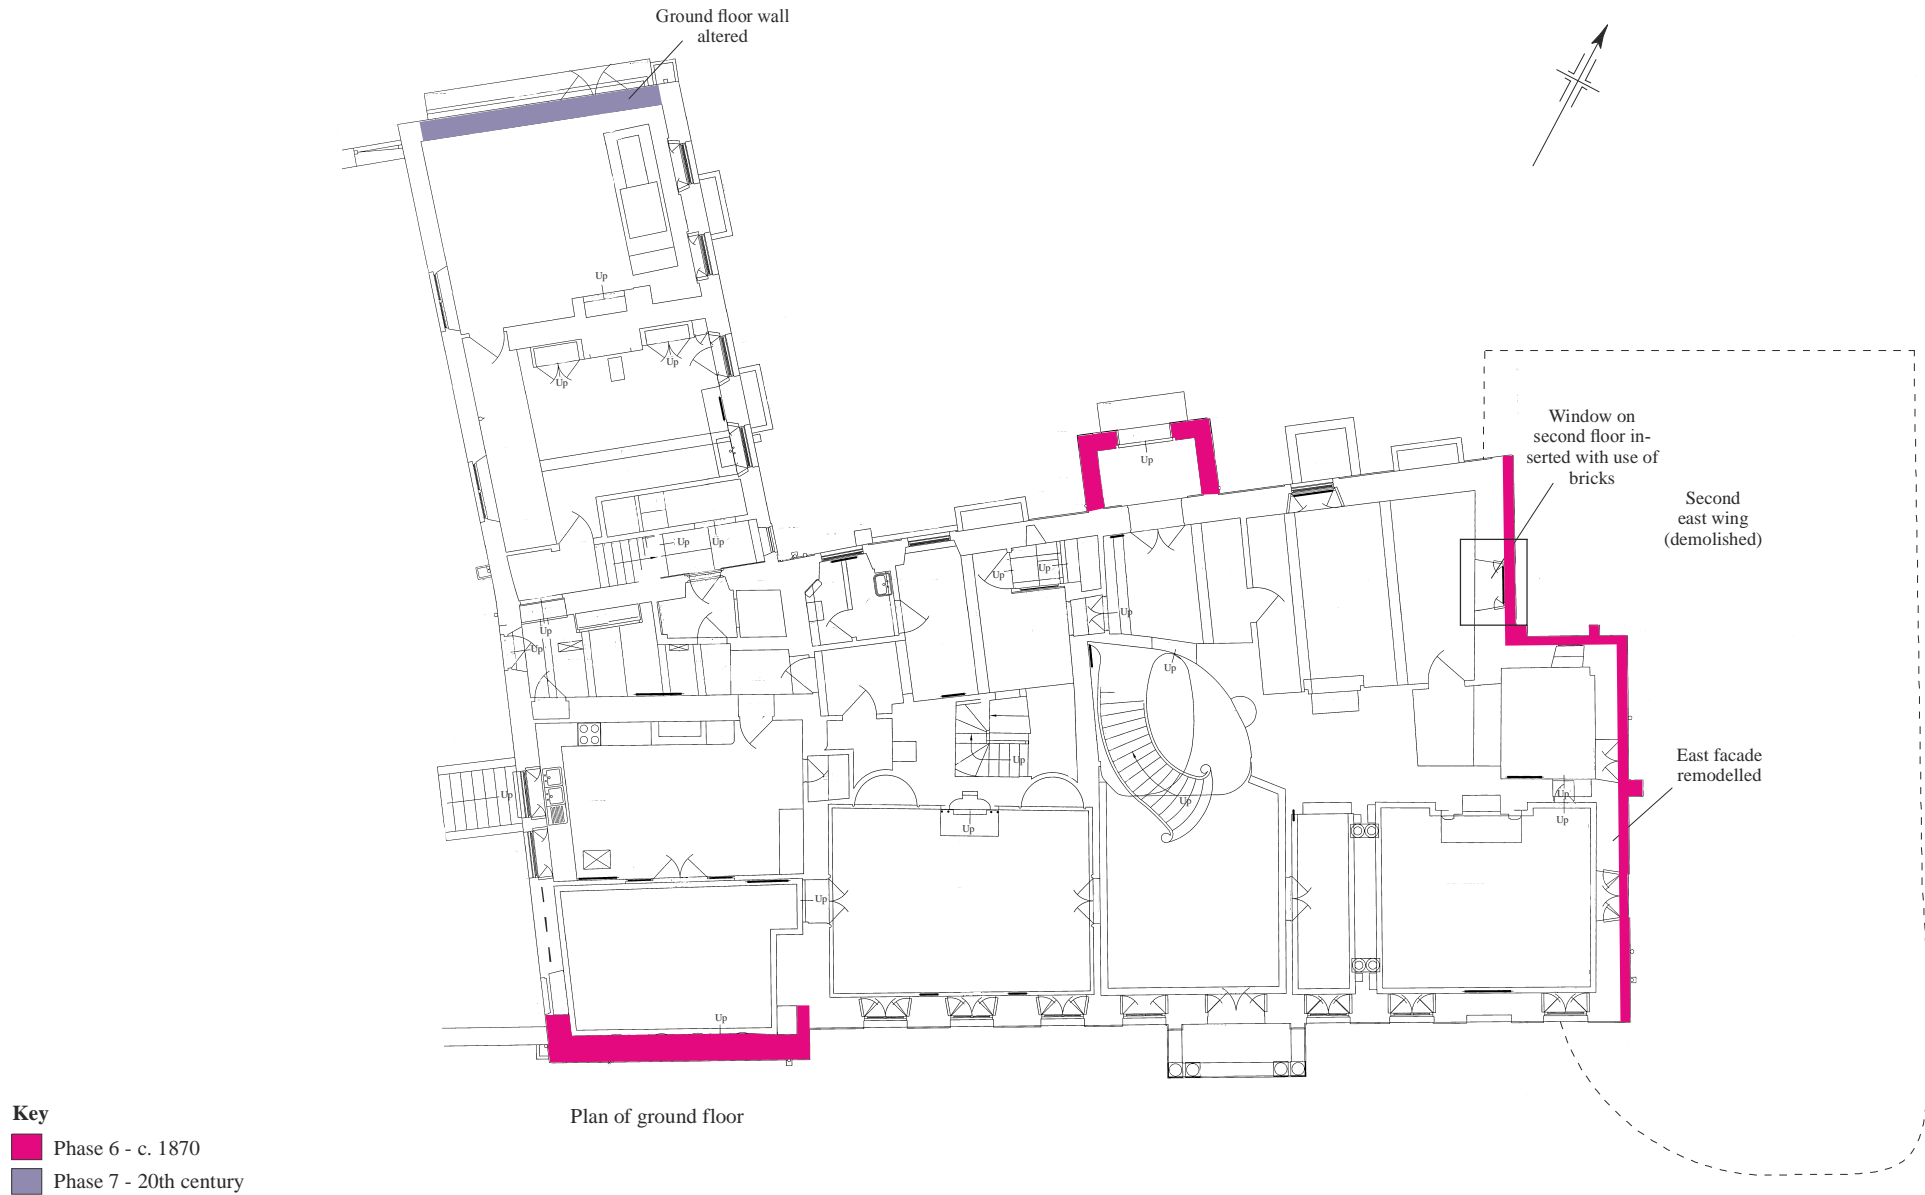 Ground floor wall
altered
Up
Up
Up
Up
Window on
second floor in-
serted with use of
bricks
Second
east wing
(demolished)
Up
Up
Up
Up
Up
Up
Up
Up
Up
East facade
remodelled
Up
Up
Up
Up
Up
Up
Up
Up
Plan of ground floor
Key
Phase 6 - c. 1870
Phase 7 - 20th century